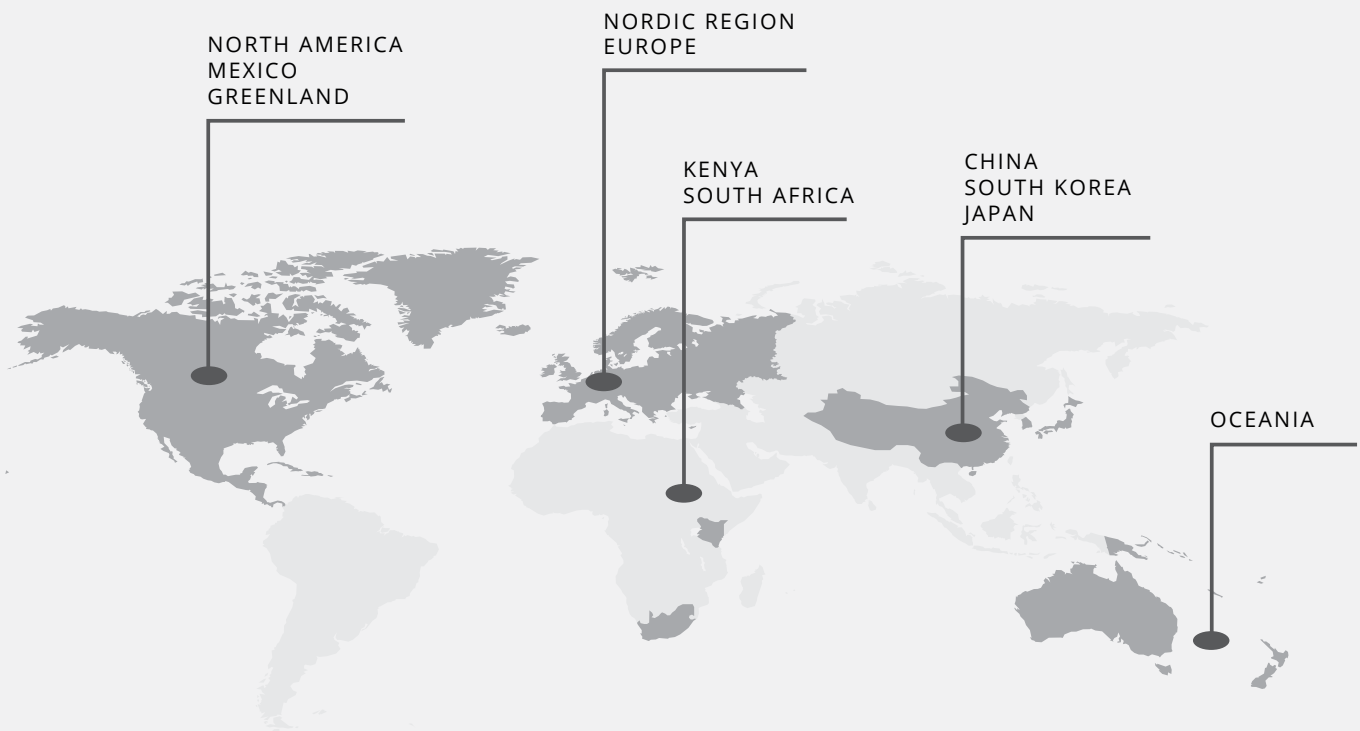 NORTH AMERICA
MEXICO
GREENLAND
NORDIC REGION
EUROPE
KENYA
SOUTH AFRICA
CHINA
SOUTH KOREA
JAPAN
OCEANIA